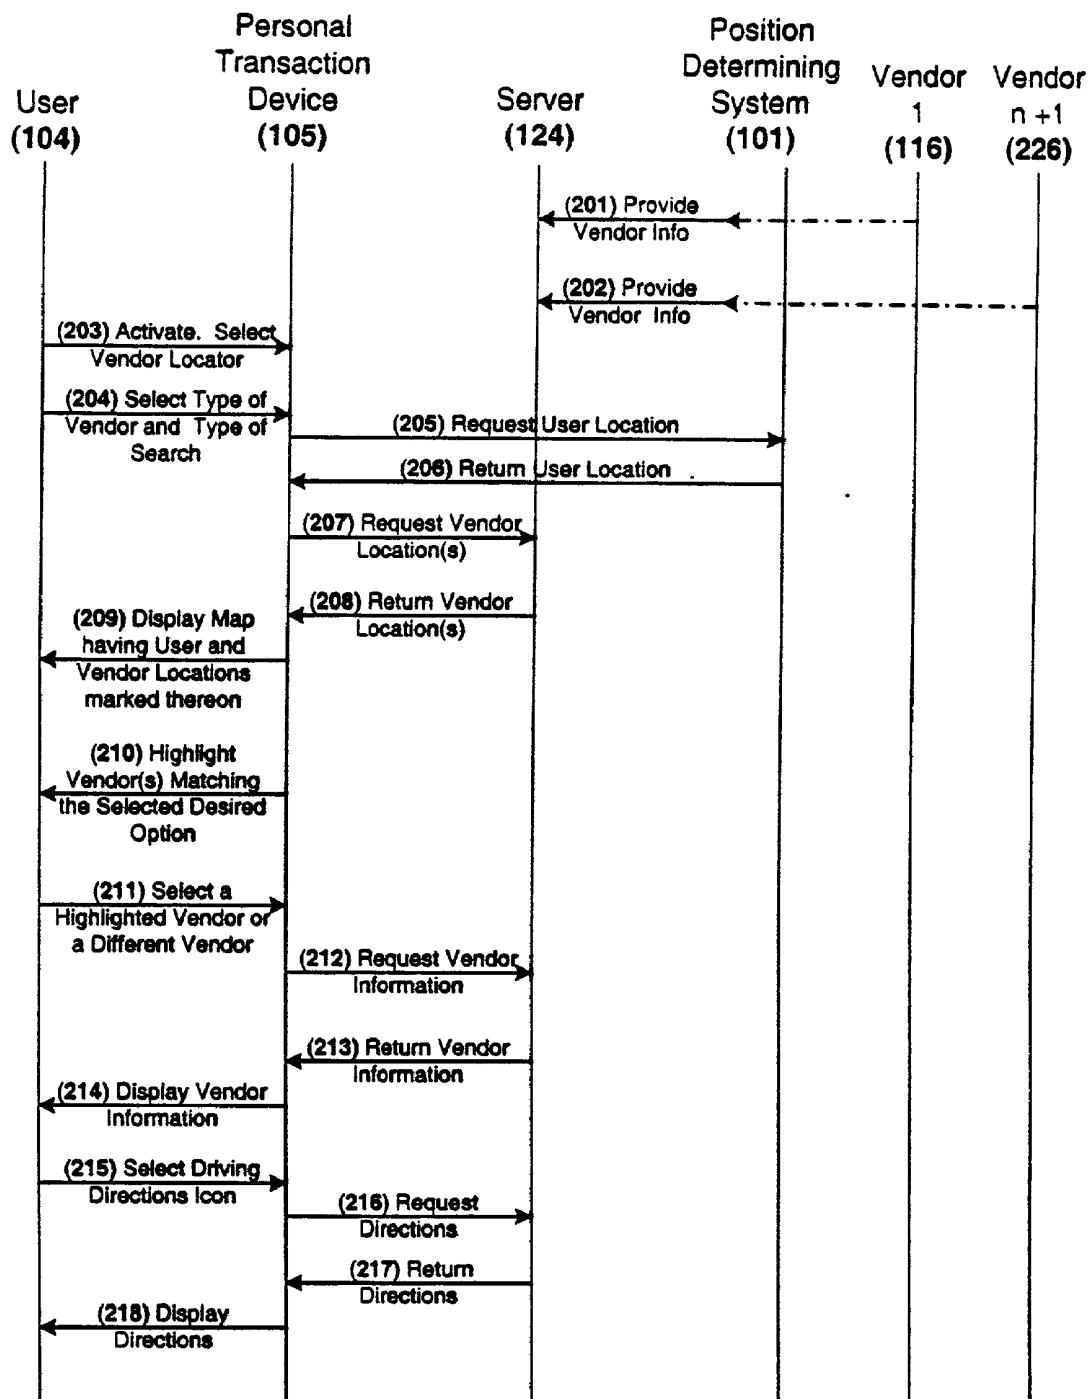 Personal
Transaction
Device
(105)
Position
Determining
System
(101)
User
(104)
Server
(124)
Vendor
1
(116)
Vendor
n +1
(226)
(201) Provide
Vendor Info
(202) Provide
Vendor Info
(203) Activate. Select
Vendor Locator
(204) Select Type of
Vendor and Type of
Search
(205) Request User Location
(206) Return User Location
(207) Request Vendor
Location(s)
(208) Return Vendor
Location(s)
(209) Display Map
having User and
Vendor Locations
marked thereon
(210) Highlight
Vendor(s) Matching
the Selected Desired
Option
(211) Select a
Highlighted Vendor or
a Different Vendor
(212) Request Vendor
Information
(213) Return Vendor
Information
(214) Display Vendor
Information
(215) Select Driving
Directions Icon
(216) Request
Directions
(217) Return
Directions
(218) Display
Directions